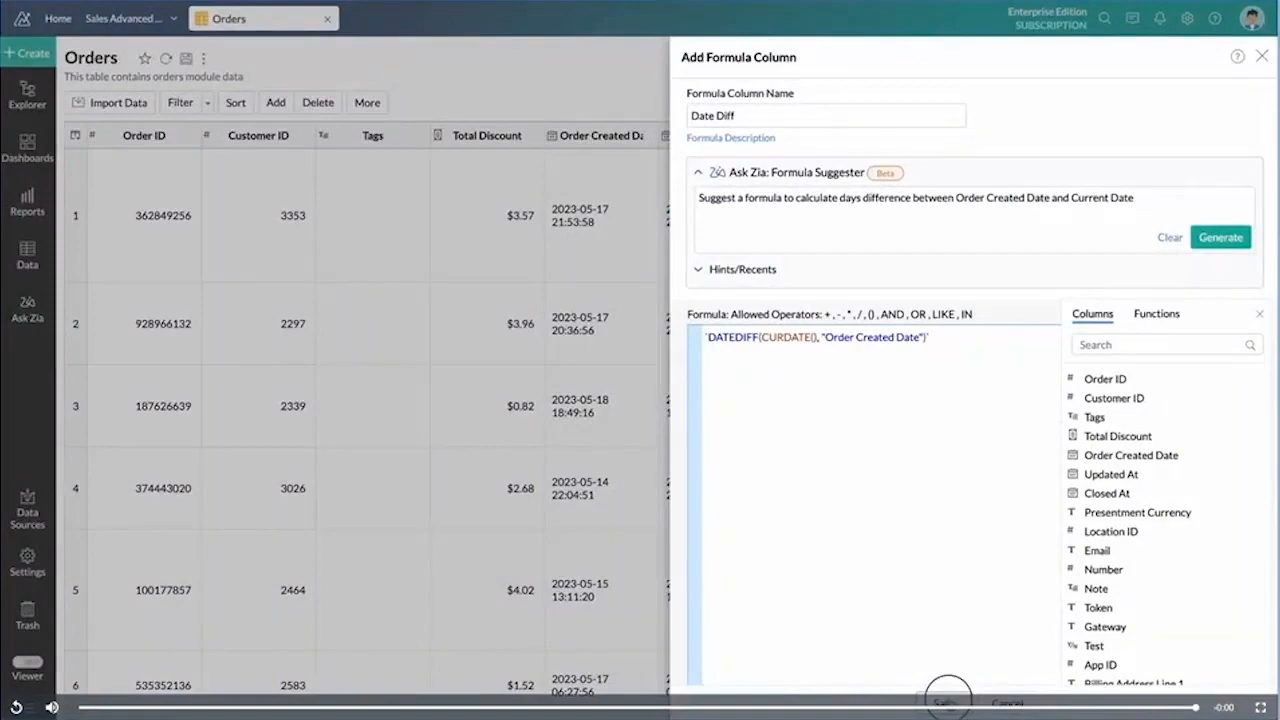 Home
Sales Advanced ...
Orders
Enterprise Edition
SUBSCRIPTION
+ Create
Explorer
Dashboards
Reports
Data
Ask Zia
Data
Sources
Settings
Trash
Viewer
Orders
This table contains orders module data
Import Data
Filter
Sort
Add
Delete
More
# Order ID # Customer ID Tags Total Discount Order Created Da
1 362849256 3353 $3.57 2023-05-17
21:53:58
2 928966132 2297 $3.96 2023-05-17
20:36:56
3 187626639 2339 $0.82 2023-05-18
18:49:16
4 374443020 3026 $2.68 2023-05-14
22:04:51
5 100177857 2464 $4.02 2023-05-15
13:11:20
6 535352136 2583 $1.52 2023-05-17
06:27:56
Add Formula Column
Formula Column Name
Date Diff
Formula Description
Ask Zia: Formula Suggester Beta
Suggest a formula to calculate days difference between Order Created Date and Current Date
Clear
Generate
Hints/Recents
Formula: Allowed Operators: + , - , * , / , () , AND , OR , LIKE , IN
`DATEDIFF(CURDATE(), "Order Created Date")`
Columns
Functions
Search
# Order ID
# Customer ID
Tags
Total Discount
Order Created Date
Updated At
Closed At
T Presentment Currency
# Location ID
T Email
# Number
Note
T Token
T Gateway
Test
# App ID
T Billing Address Line 1
Cancel
-0:00